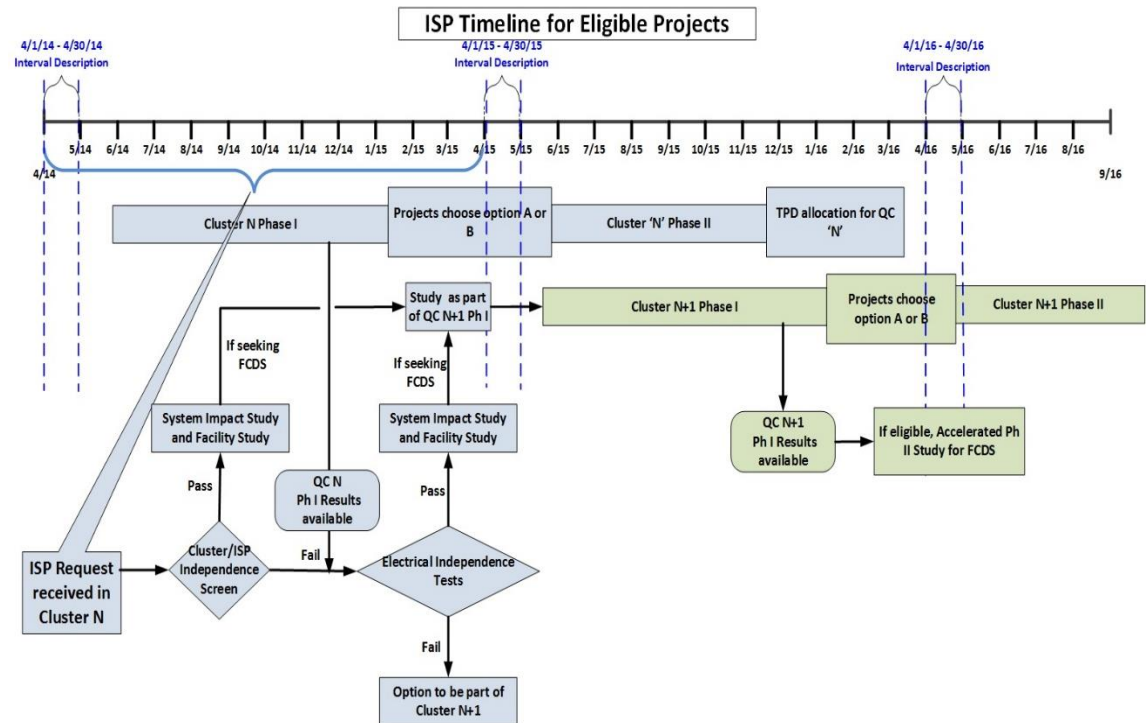 ISP Timeline for Eligible Projects
4/1/14 - 4/30/14
Interval Description
4/1/15 - 4/30/15
Interval Description
4/1/16 - 4/30/16
Interval Description
4/14
5/14
6/14
7/14
8/14
9/14
10/14
11/14
12/14
1/15
2/15
3/15
4/15
5/15
6/15
7/15
8/15
9/15
10/15
11/15
12/15
1/16
2/16
3/16
4/16
5/16
6/16
7/16
8/16
9/16
Cluster N Phase I
Projects choose option A or
B
Cluster ‘N’ Phase II
TPD allocation for QC
‘N’
Study as part
of QC N+1 Ph I
Cluster N+1 Phase I
Projects choose
option A or B
Cluster N+1 Phase II
If seeking
FCDS
If seeking
FCDS
System Impact Study
and Facility Study
System Impact Study
and Facility Study
QC N+1
Ph I Results
available
If eligible, Accelerated Ph
II Study for FCDS
Pass
QC N
Ph I Results
available
Pass
ISP Request
received in
Cluster N
Cluster/ISP
Independence
Screen
Fail
Electrical Independence
Tests
Fail
Option to be part of
Cluster N+1